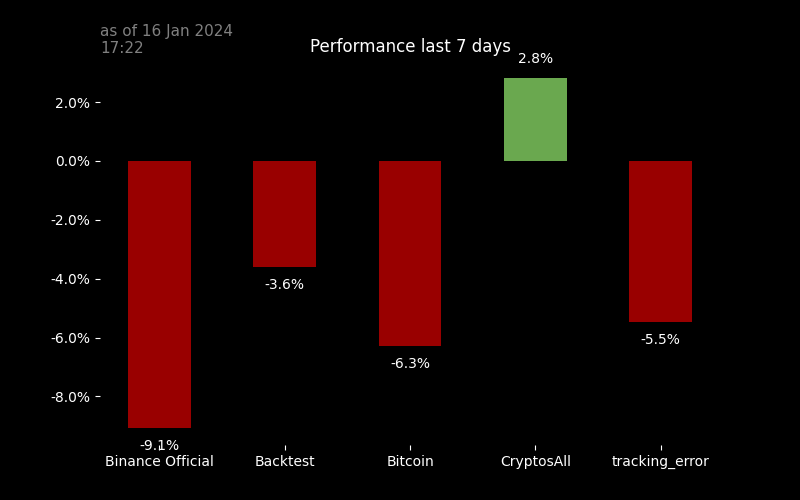 as of 16 Jan 2024
17:22
Performance last 7 days
2.8%
2.0%
0.0%
-2.0%
-3.6%
-4.0%
-5.5%
-6.0%
-6.3%
-8.0%
-9.1%
Binance Official
Backtest
Bitcoin
CryptosAll
tracking_error